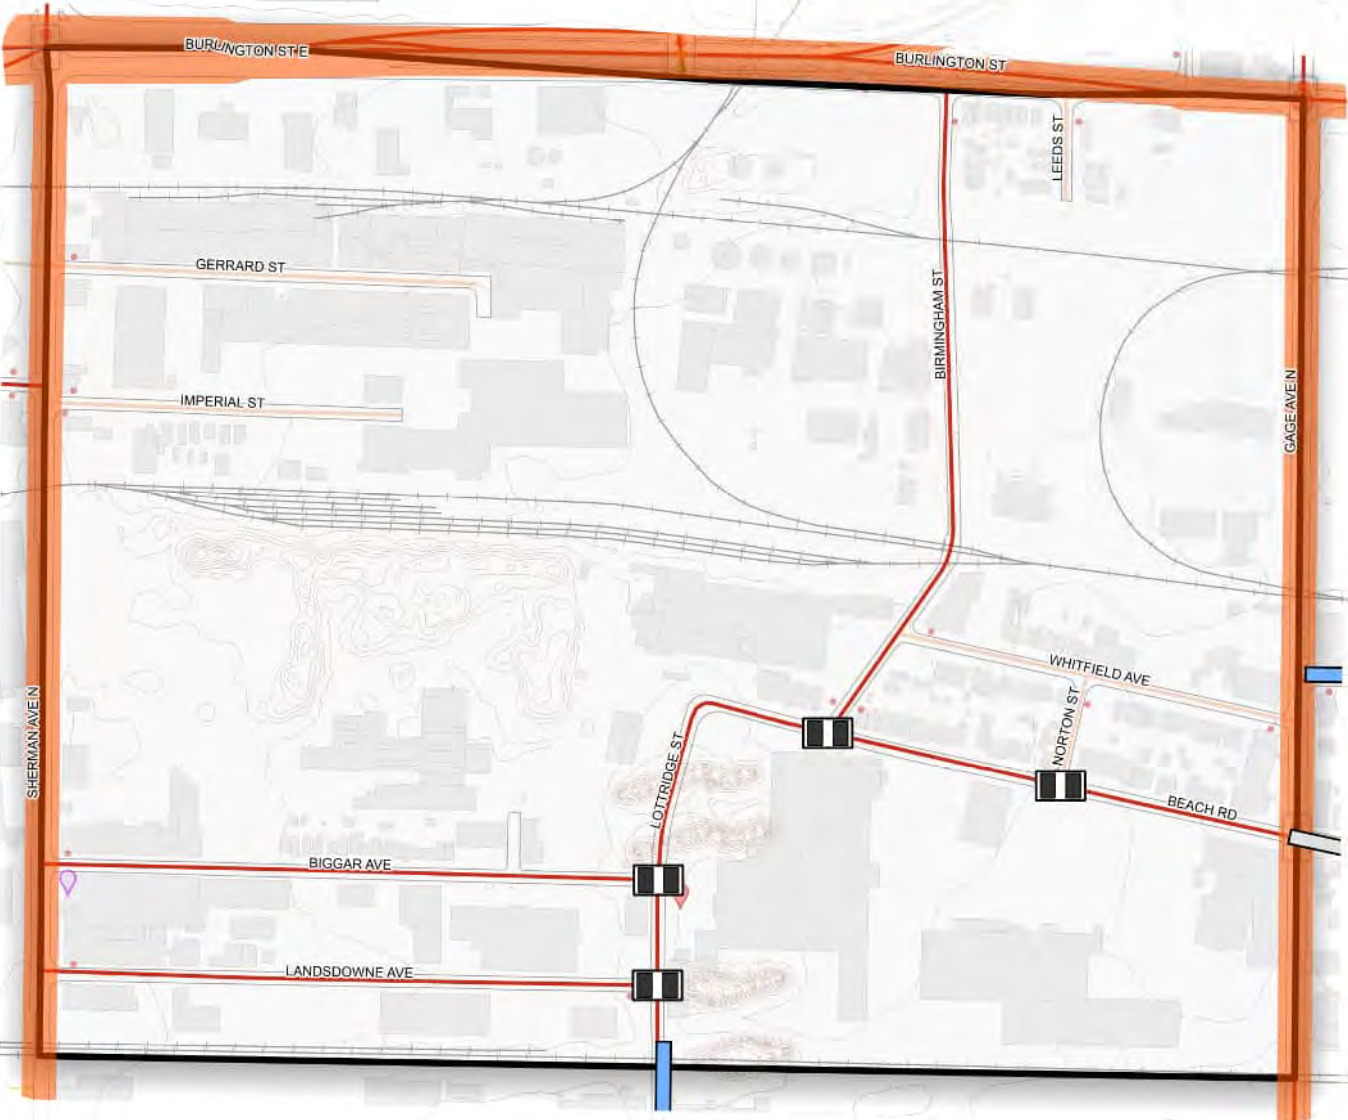 BURLINGTON ST E
BURLINGTON ST
LEEDS ST
GERRARD ST
BIRMINGHAM ST
IMPERIAL ST
GAGE AVE N
WHITFIELD AVE
NORTON ST
SHERMAN AVE N
LOTTRIDGE ST
BEACH RD
BIGGAR AVE
LANDSDOWNE AVE